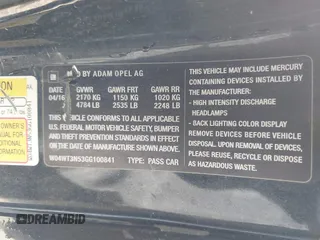 BY ADAM OPEL AG
04/16 GVWR GAWR FRT GAWR RR
2170 KG 1150 KG 1020 KG
4784 LB 2535 LB 2248 LB
THIS VEHICLE CONFORMS TO ALL APPLICABLE
U.S. FEDERAL MOTOR VEHICLE SAFETY, BUMPER
AND THEFT PREVENTION STANDARDS IN EFFECT ON
THE DATE OF MANUFACTURE SHOWN ABOVE.
W04WT3N53GG100841 TYPE: PASS CAR
THIS VEHICLE MAY INCLUDE MERCURY
CONTAINING DEVICES INSTALLED BY
THE MANUFACTURER:
- HIGH INTENSITY DISCHARGE
HEADLAMPS
- BACK LIGHTING COLOR DISPLAY
REMOVE DEVICES BEFORE VEHICLE
DISPOSAL. UPON REMOVAL OF
DEVICES PLEASE REUSE, RECYCLE
OR DISPOSE AS HAZARDOUS WASTE.
ON
OWNER'S
DREAMBID